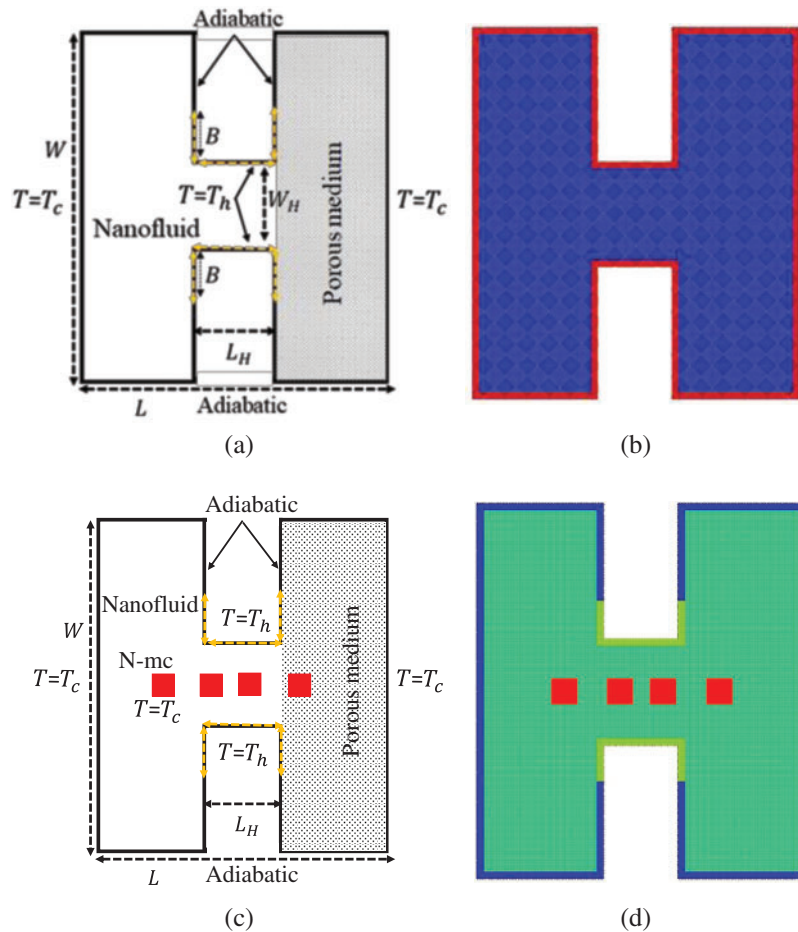 Adiabatic
B
W
T=T_h
W_H
T=T_c
Nanofluid
T=T_c
Porous medium
B
L_H
L
Adiabatic
(a)
(b)
Adiabatic
Nanofluid
T=T_h
W
N-mc
T=T_c
T=T_c
T=T_c
Porous medium
T=T_h
L_H
L
Adiabatic
(c)
(d)